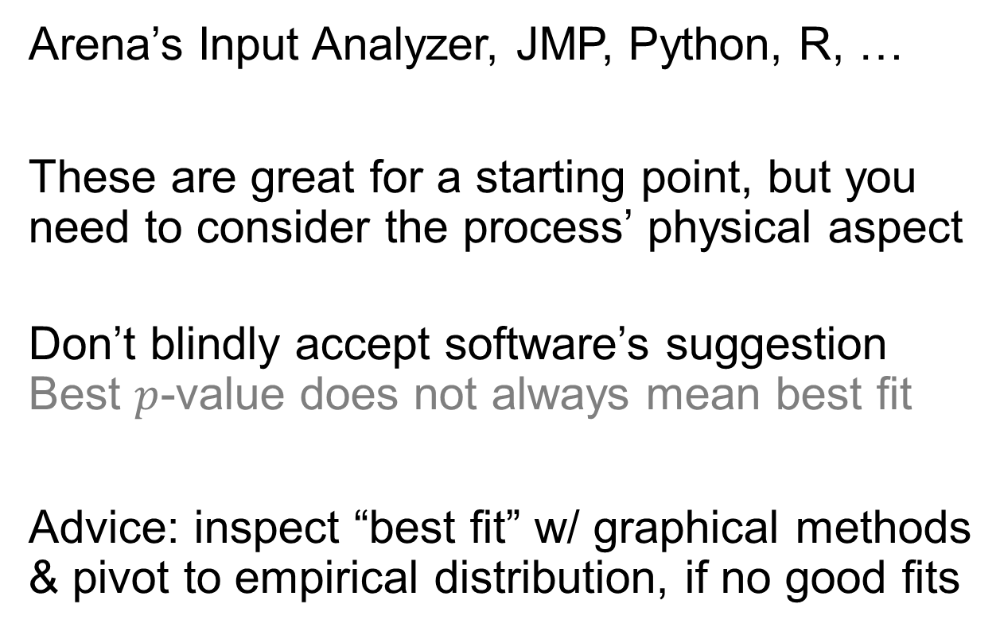 Arena’s Input Analyzer, JMP, Python, R, …
These are great for a starting point, but you
need to consider the process’ physical aspect
Don’t blindly accept software’s suggestion
Best p-value does not always mean best fit
Advice: inspect “best fit” w/ graphical methods
& pivot to empirical distribution, if no good fits